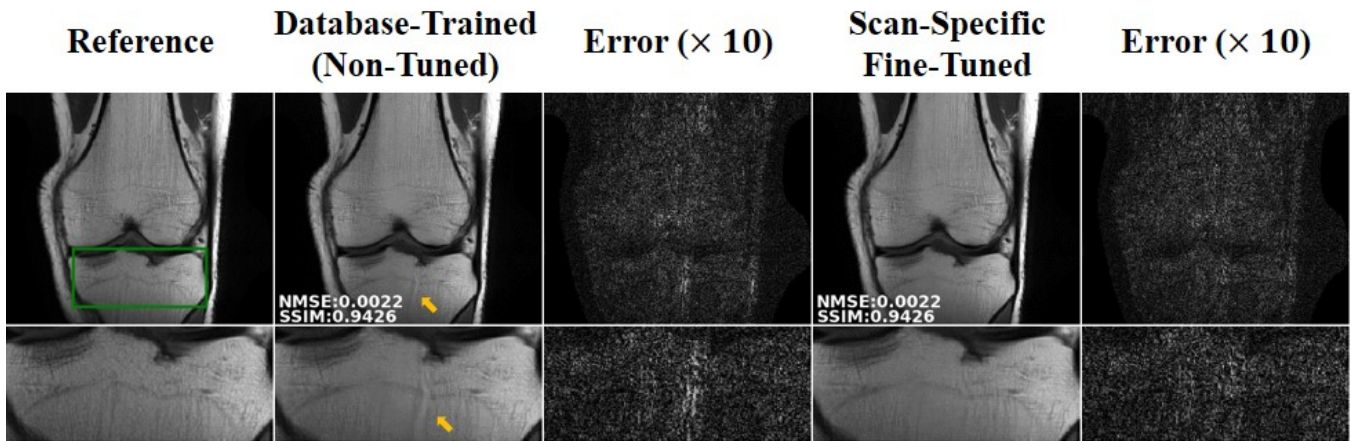 Reference
Database-Trained
(Non-Tuned)
Error (× 10)
Scan-Specific
Fine-Tuned
Error (× 10)
NMSE:0.0022
SSIM:0.9426
NMSE:0.0022
SSIM:0.9426